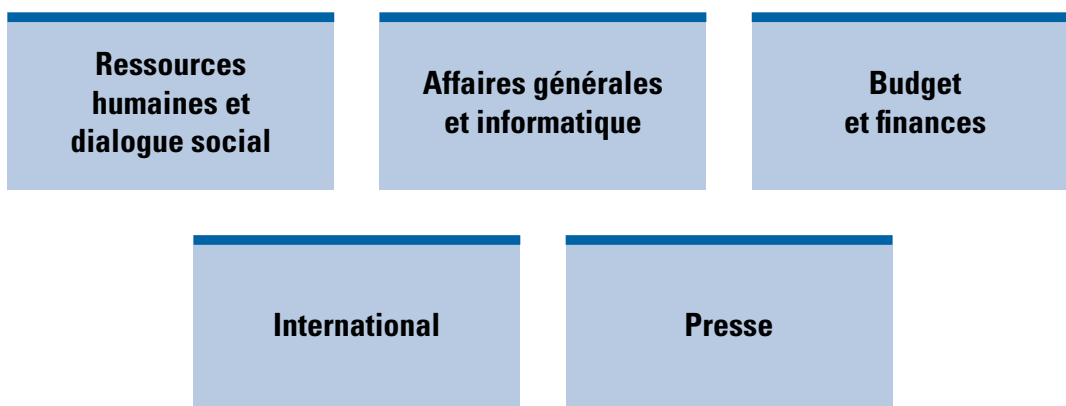 Ressources
humaines et
dialogue social
Affaires générales
et informatique
Budget
et finances
International
Presse